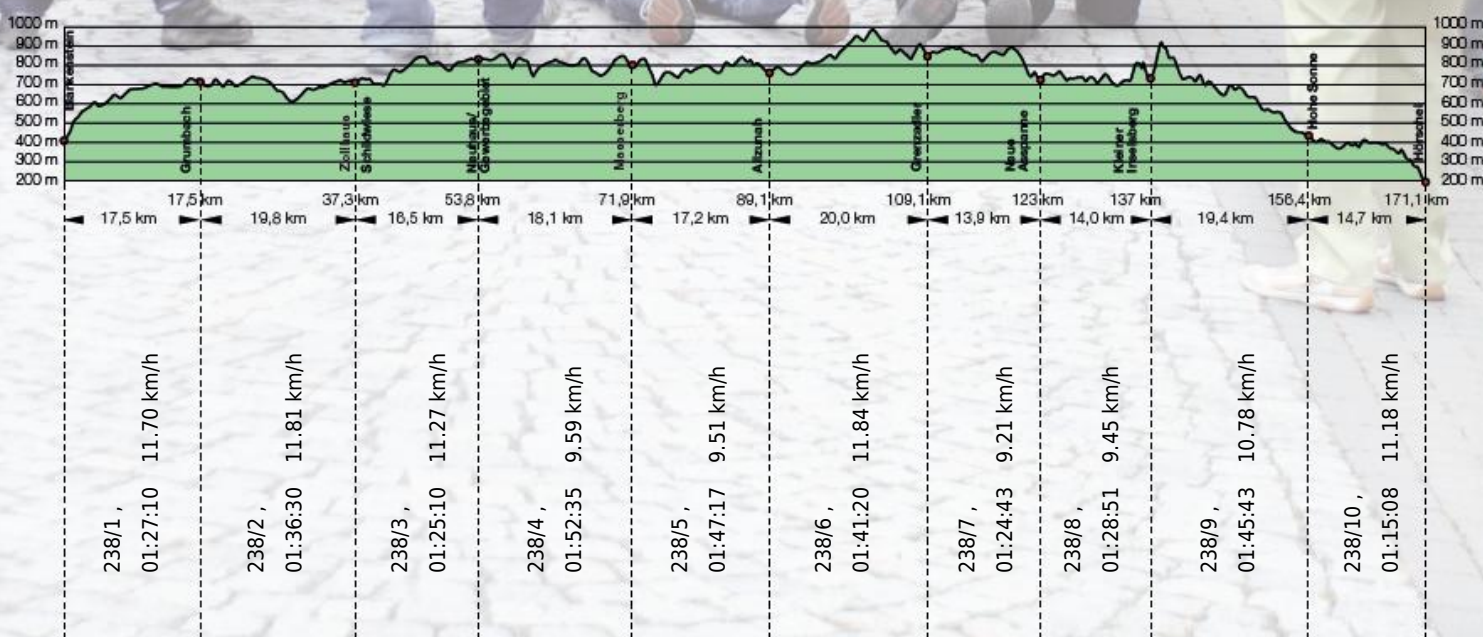 1000 m
900 m
800 m
700 m
600 m
500 m
400 m
300 m
200 m
1000 m
900 m
800 m
700 m
600 m
500 m
400 m
300 m
200 m
Blankenstein
Grumbach
Zollhaus
Schildwiese
Neuhaus/
Masserberg
Allzunah
Grenzadler
Neue
Ausspanne
Kleiner
Inselsberg
Hohe Sonne
Hörschel
17,5 km
37,3 km
53,8 km
71,9 km
89,1 km
109,1 km
123 km
137 km
156,4 km
171,1 km
17,5 km
19,8 km
16,5 km
18,1 km
17,2 km
20,0 km
13,9 km
14,0 km
19,4 km
14,7 km
238/1 ,
01:27:10 11.70 km/h
238/2 ,
01:36:30 11.81 km/h
238/3 ,
01:25:10 11.27 km/h
238/4 ,
01:52:35 9.59 km/h
238/5 ,
01:47:17 9.51 km/h
238/6 ,
01:41:20 11.84 km/h
238/7 ,
01:24:43 9.21 km/h
238/8 ,
01:28:51 9.45 km/h
238/9 ,
01:45:43 10.78 km/h
238/10 ,
01:15:08 11.18 km/h